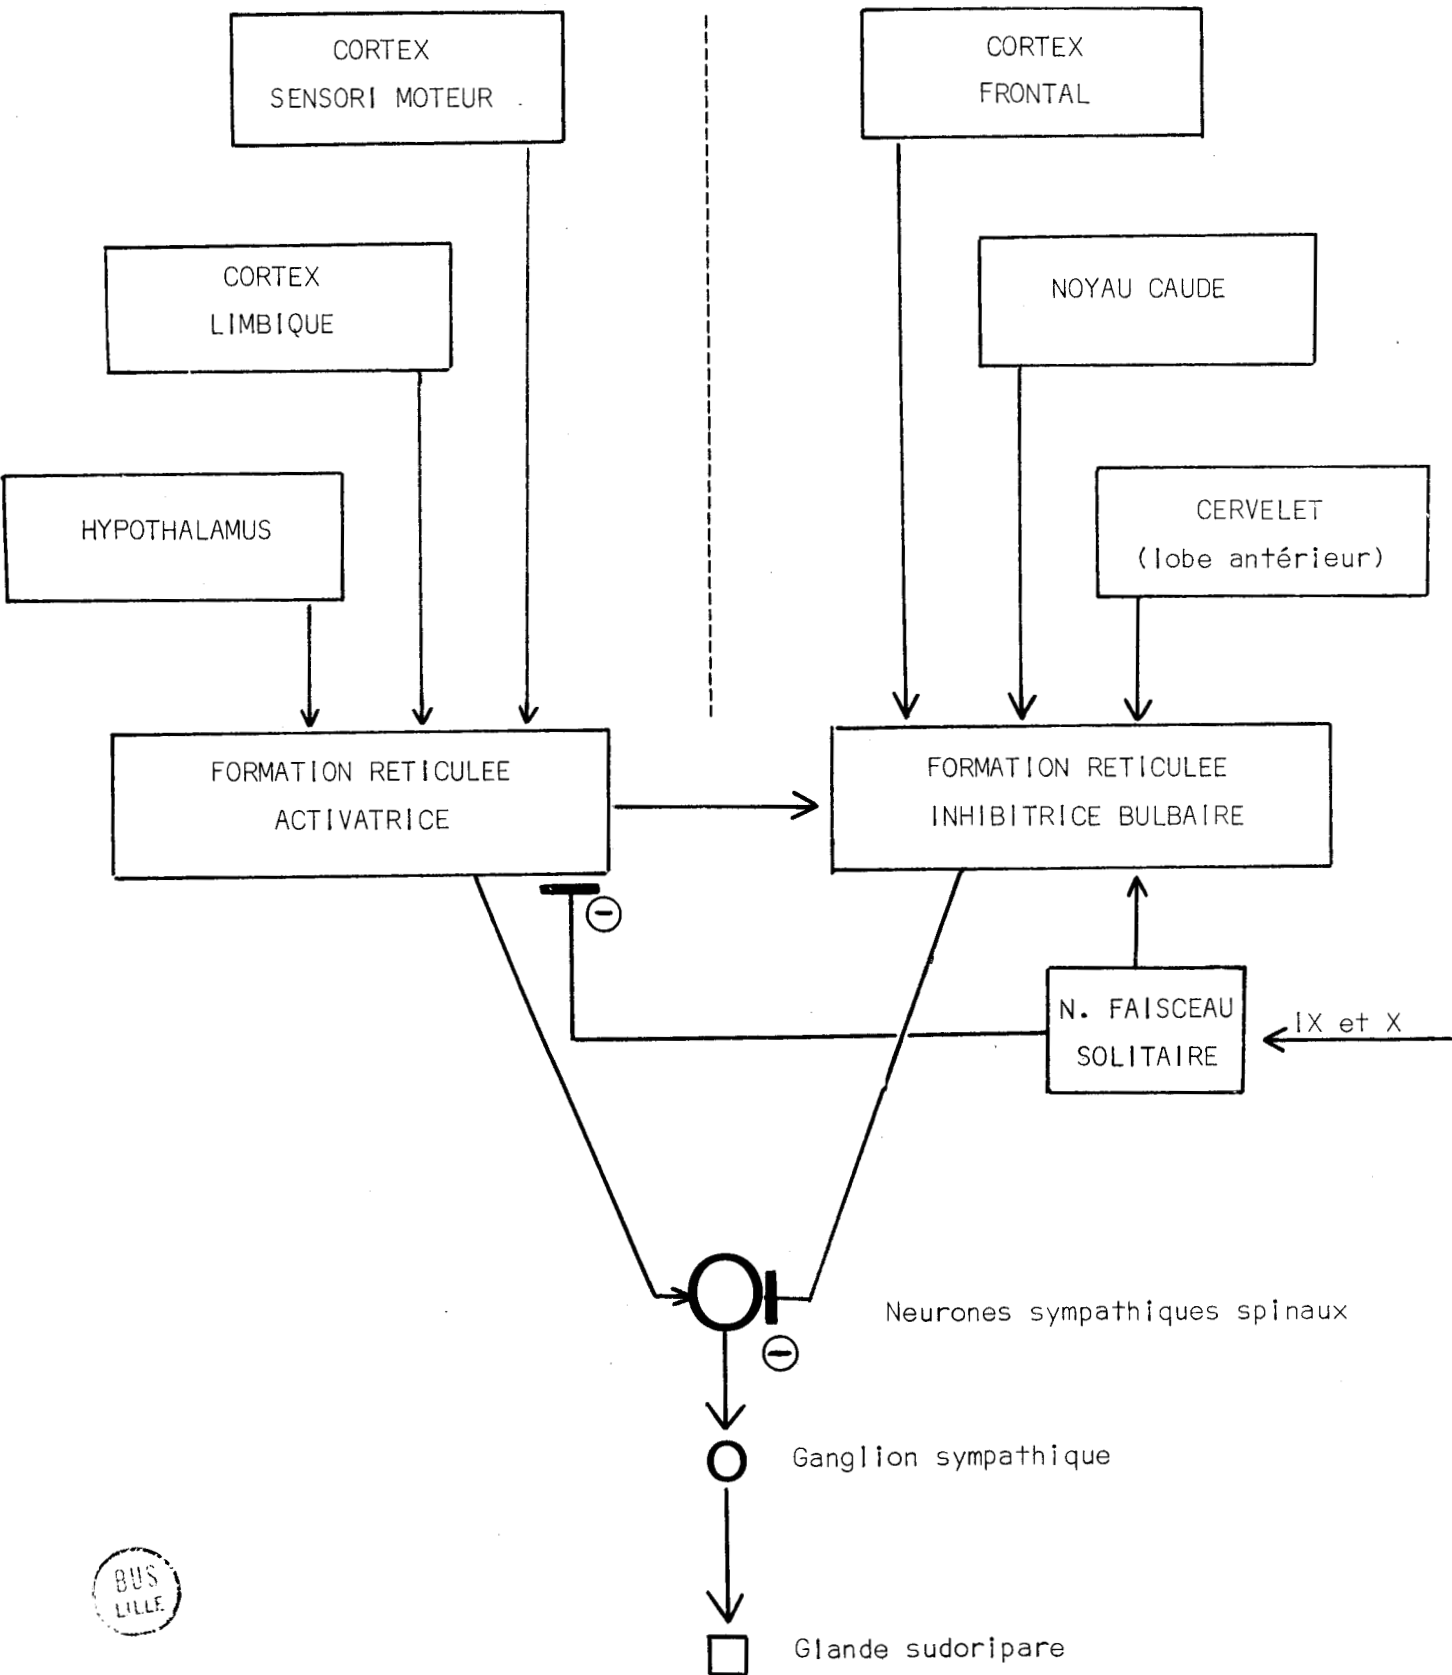 CORTEX
SENSORI MOTEUR
CORTEX
FRONTAL
CORTEX
LIMBIQUE
NOYAU CAUDE
HYPOTHALAMUS
CERVELET
(lobe antérieur)
FORMATION RETICULEE
ACTIVATRICE
FORMATION RETICULEE
INHIBITRICE BULBAIRE
-
N. FAISCEAU
SOLITAIRE
IX et X
Neurones sympathiques spinaux
-
Ganglion sympathique
BUS
LILLE
Glande sudoripare